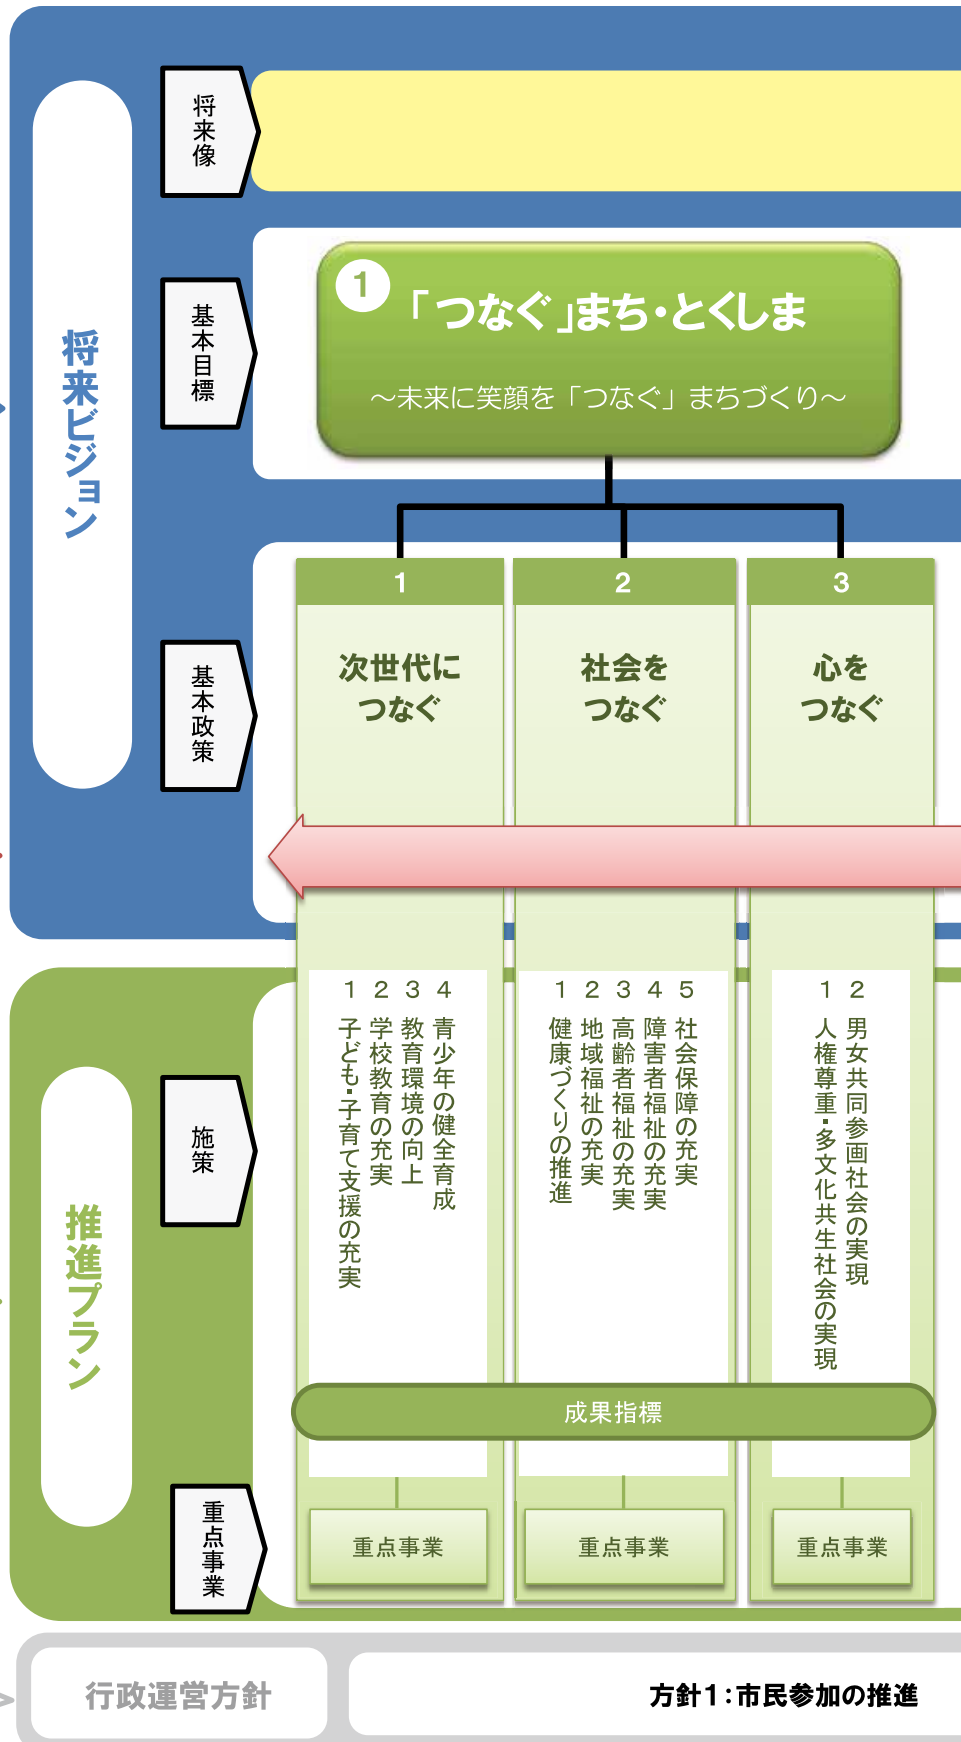 将来ビジョン
将来像
基本目標
1
「つなぐ」まち・とくしま
～未来に笑顔を「つなぐ」まちづくり～
基本政策
1
次世代に
つなぐ
2
社会を
つなぐ
3
心を
つなぐ
推進プラン
施策
1 子ども・子育て支援の充実
2 学校教育の充実
3 教育環境の向上
4 青少年の健全育成
1 健康づくりの推進
2 地域福祉の充実
3 高齢者福祉の充実
4 障害者福祉の充実
5 社会保障の充実
1 人権尊重・多文化共生社会の実現
2 男女共同参画社会の実現
成果指標
重点事業
重点事業
重点事業
重点事業
行政運営方針
方針1:市民参加の推進